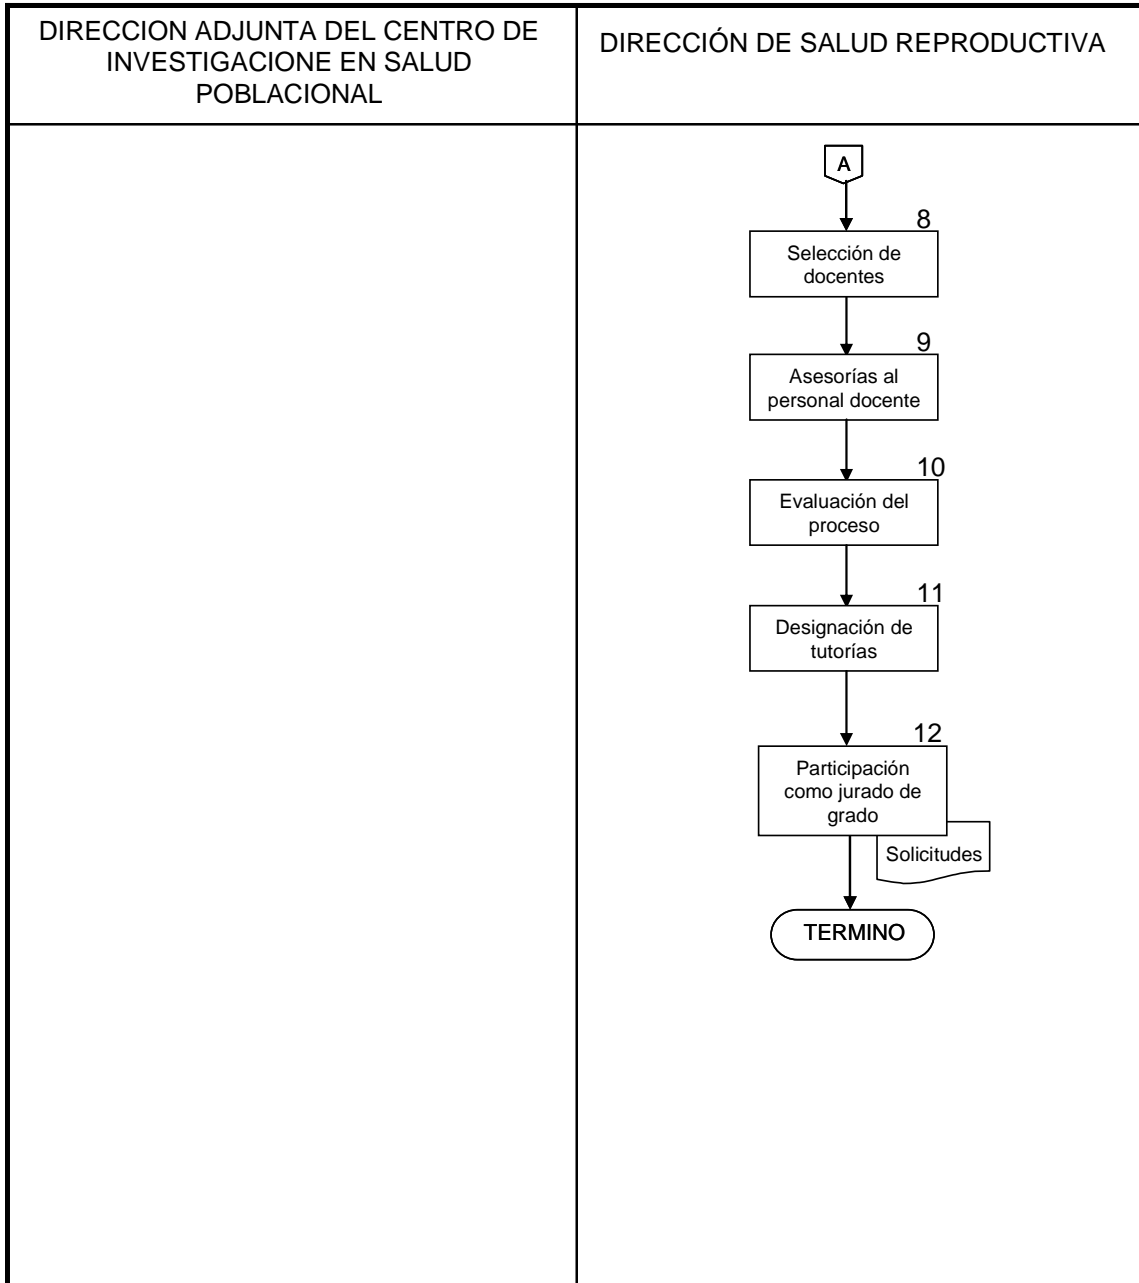 DIRECCION ADJUNTA DEL CENTRO DE
INVESTIGACIONE EN SALUD
POBLACIONAL
DIRECCIÓN DE SALUD REPRODUCTIVA
A
8
Selección de
docentes
9
Asesorías al
personal docente
10
Evaluación del
proceso
11
Designación de
tutorías
12
Participación
como jurado de
grado
Solicitudes
TERMINO